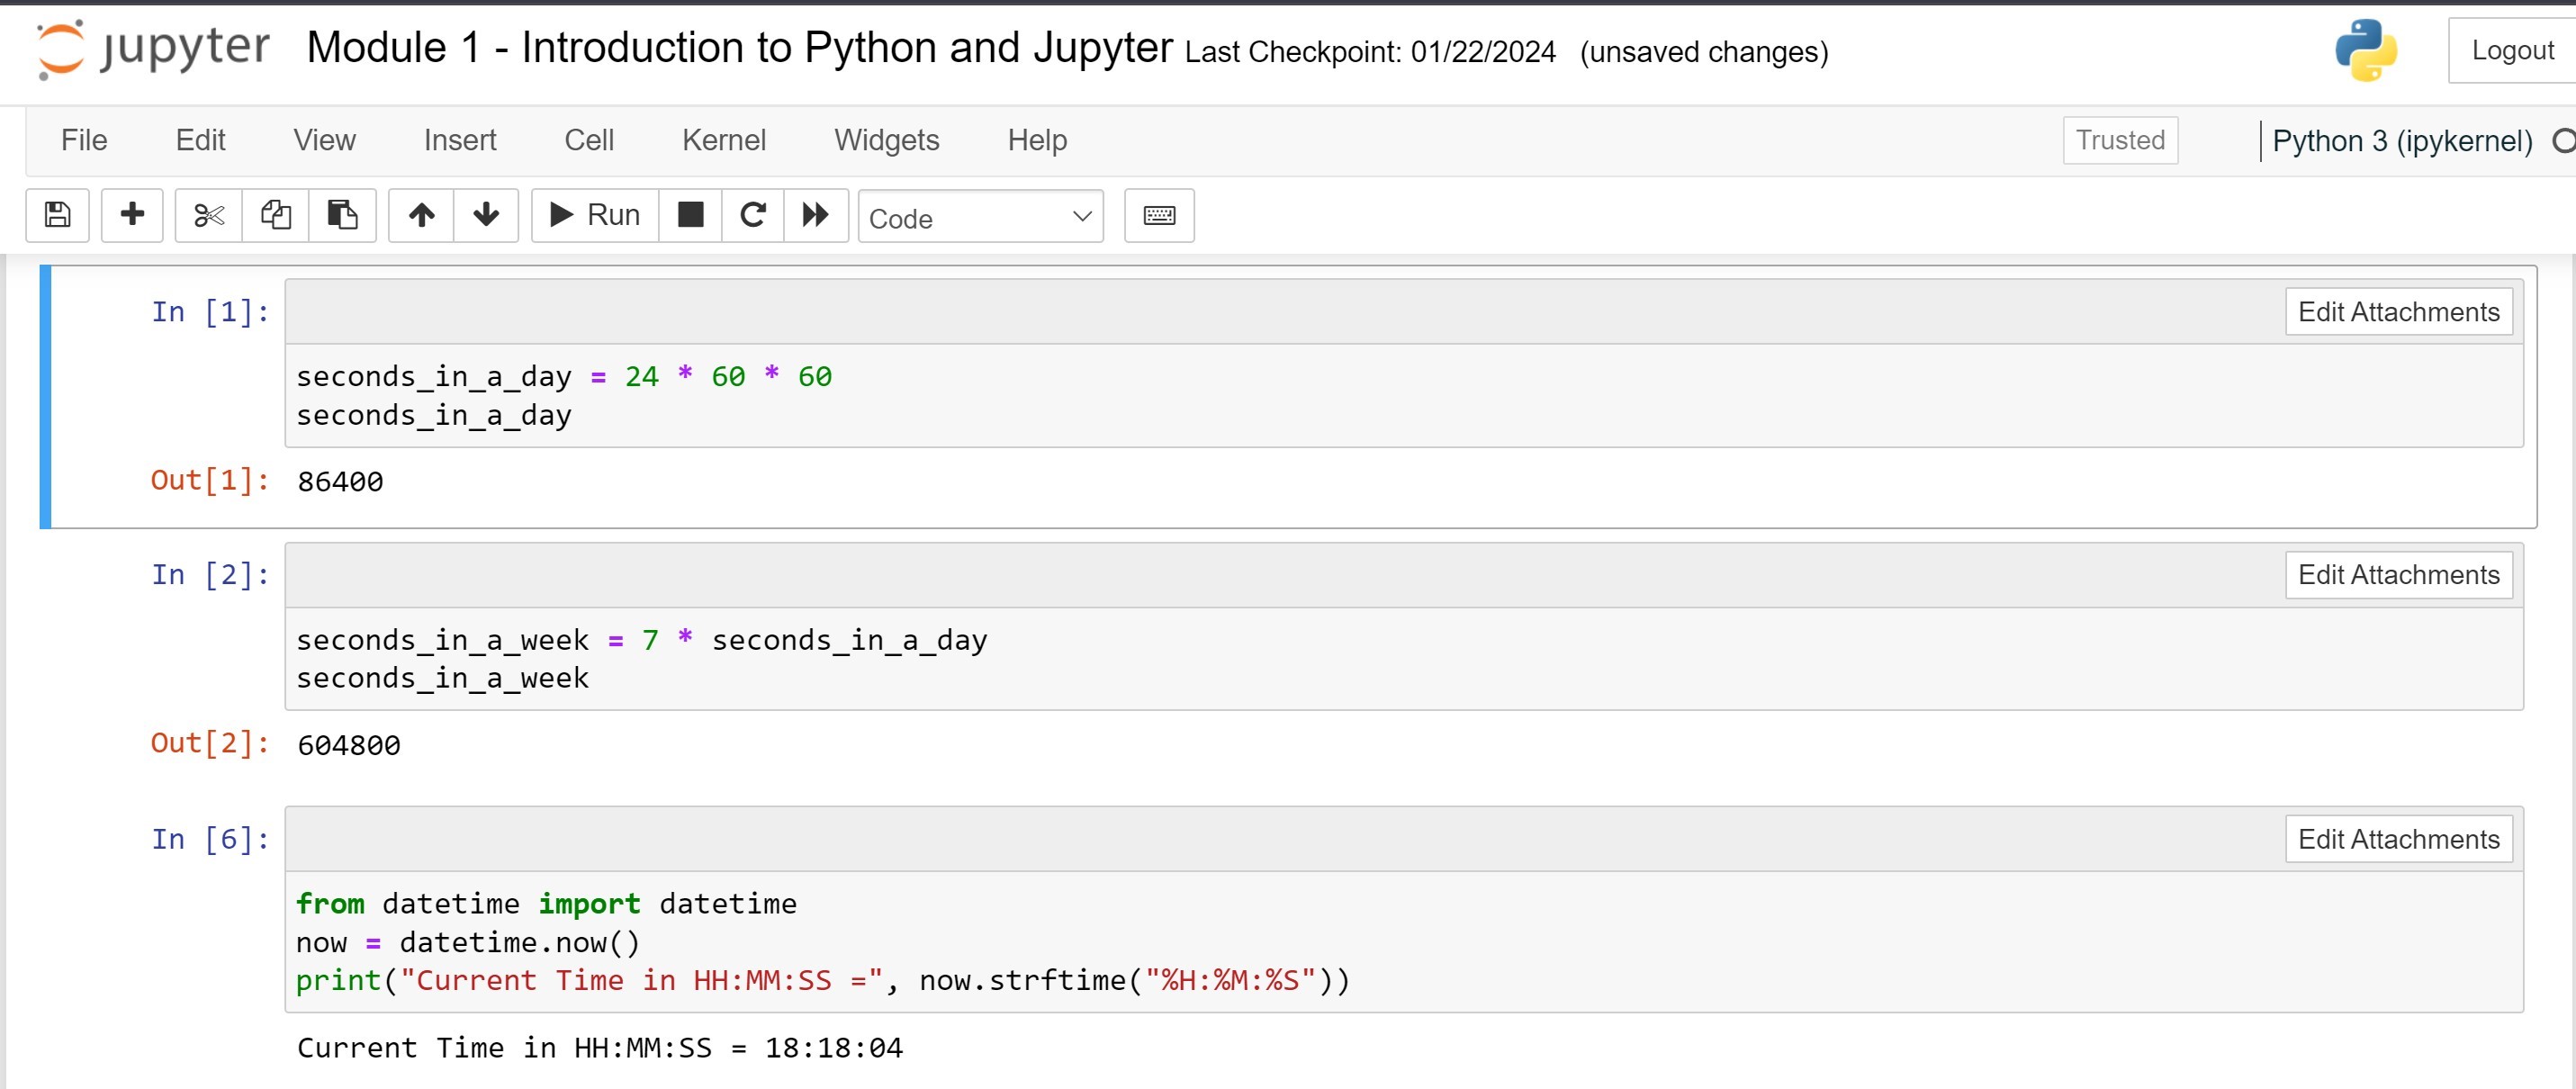 jupyter Module 1 - Introduction to Python and Jupyter Last Checkpoint: 01/22/2024 (unsaved changes) Logout
File Edit View Insert Cell Kernel Widgets Help Trusted Python 3 (ipykernel)
Run Code
In [1]: Edit Attachments
seconds_in_a_day = 24 * 60 * 60
seconds_in_a_day
Out[1]: 86400
In [2]: Edit Attachments
seconds_in_a_week = 7 * seconds_in_a_day
seconds_in_a_week
Out[2]: 604800
In [6]: Edit Attachments
from datetime import datetime
now = datetime.now()
print("Current Time in HH:MM:SS =", now.strftime("%H:%M:%S"))
Current Time in HH:MM:SS = 18:18:04